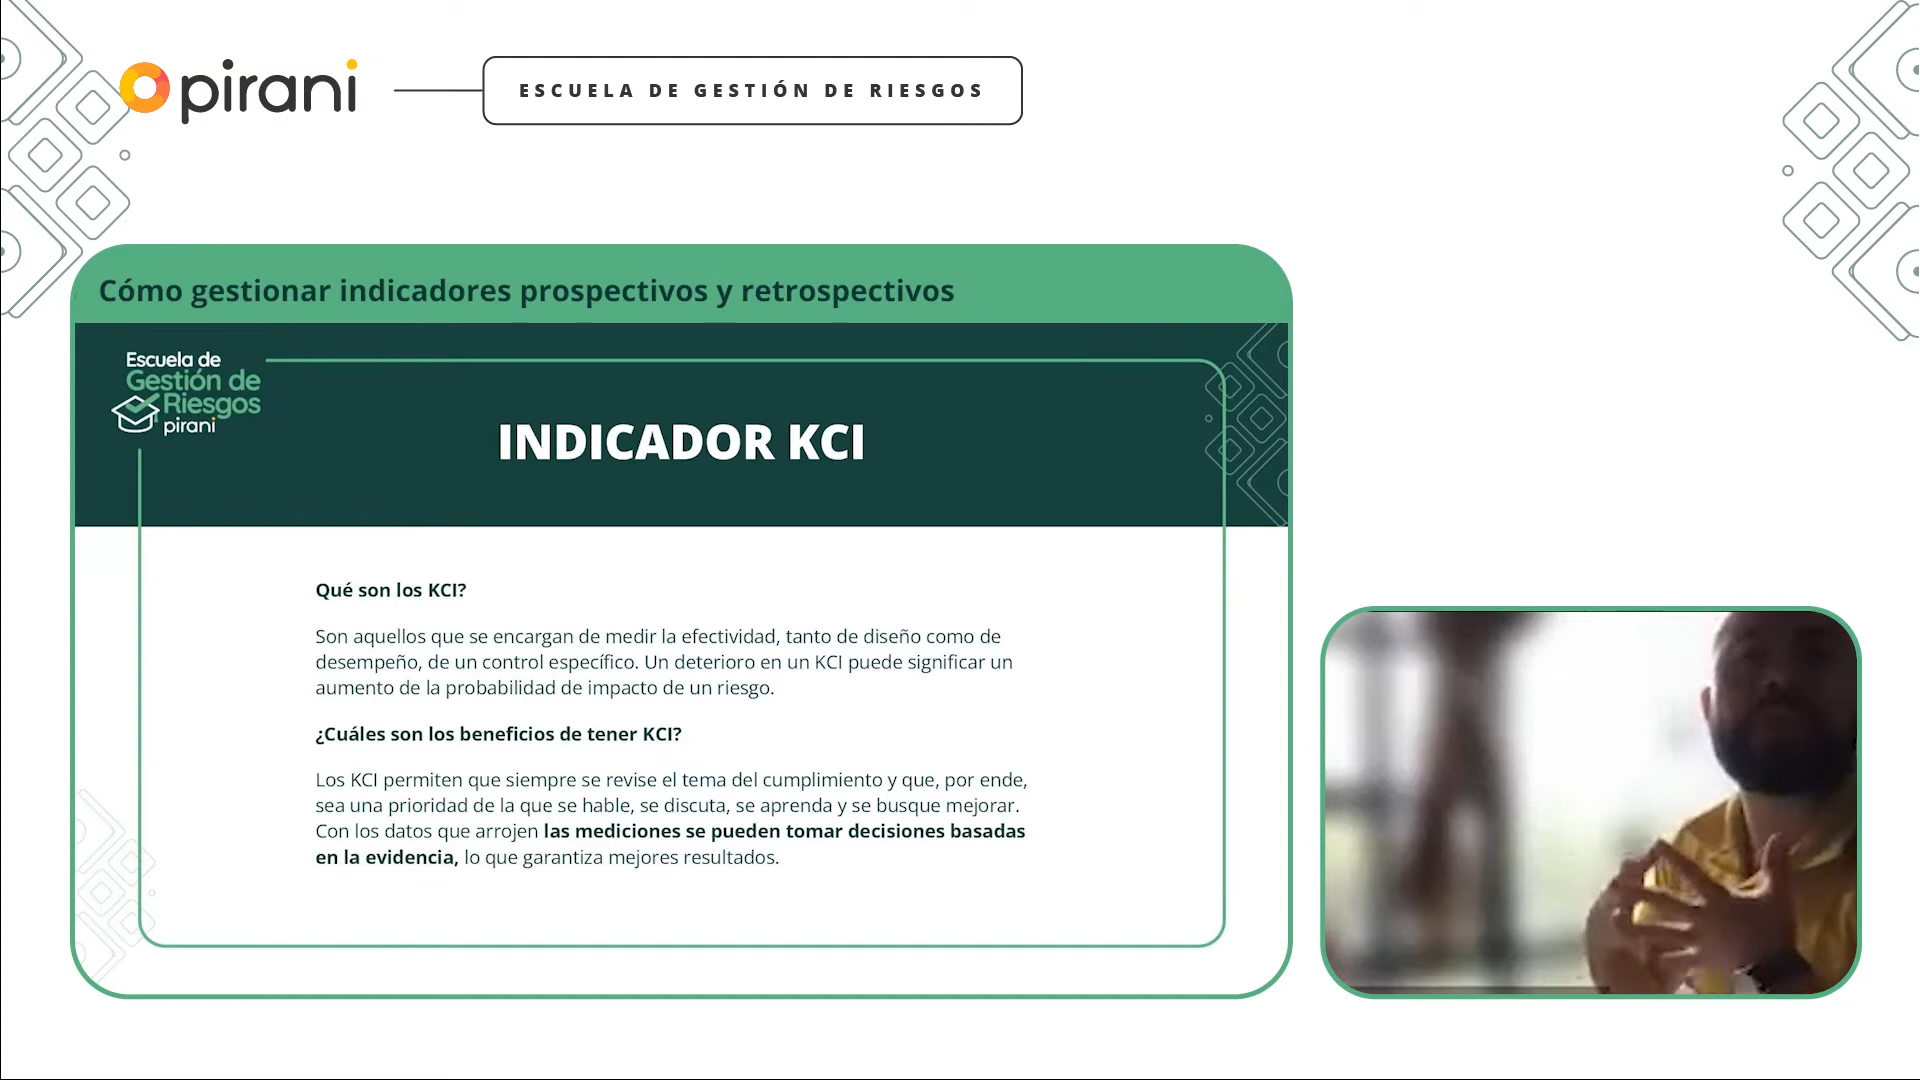 pirani
ESCUELA DE GESTIÓN DE RIESGOS
Cómo gestionar indicadores prospectivos y retrospectivos
Escuela de
Gestión de
Riesgos
pirani
INDICADOR KCI
Qué son los KCI?
Son aquellos que se encargan de medir la efectividad, tanto de diseño como de
desempeño, de un control específico. Un deterioro en un KCI puede significar un
aumento de la probabilidad de impacto de un riesgo.
¿Cuáles son los beneficios de tener KCI?
Los KCI permiten que siempre se revise el tema del cumplimiento y que, por ende,
sea una prioridad de la que se hable, se discuta, se aprenda y se busque mejorar.
Con los datos que arrojen las mediciones se pueden tomar decisiones basadas
en la evidencia, lo que garantiza mejores resultados.